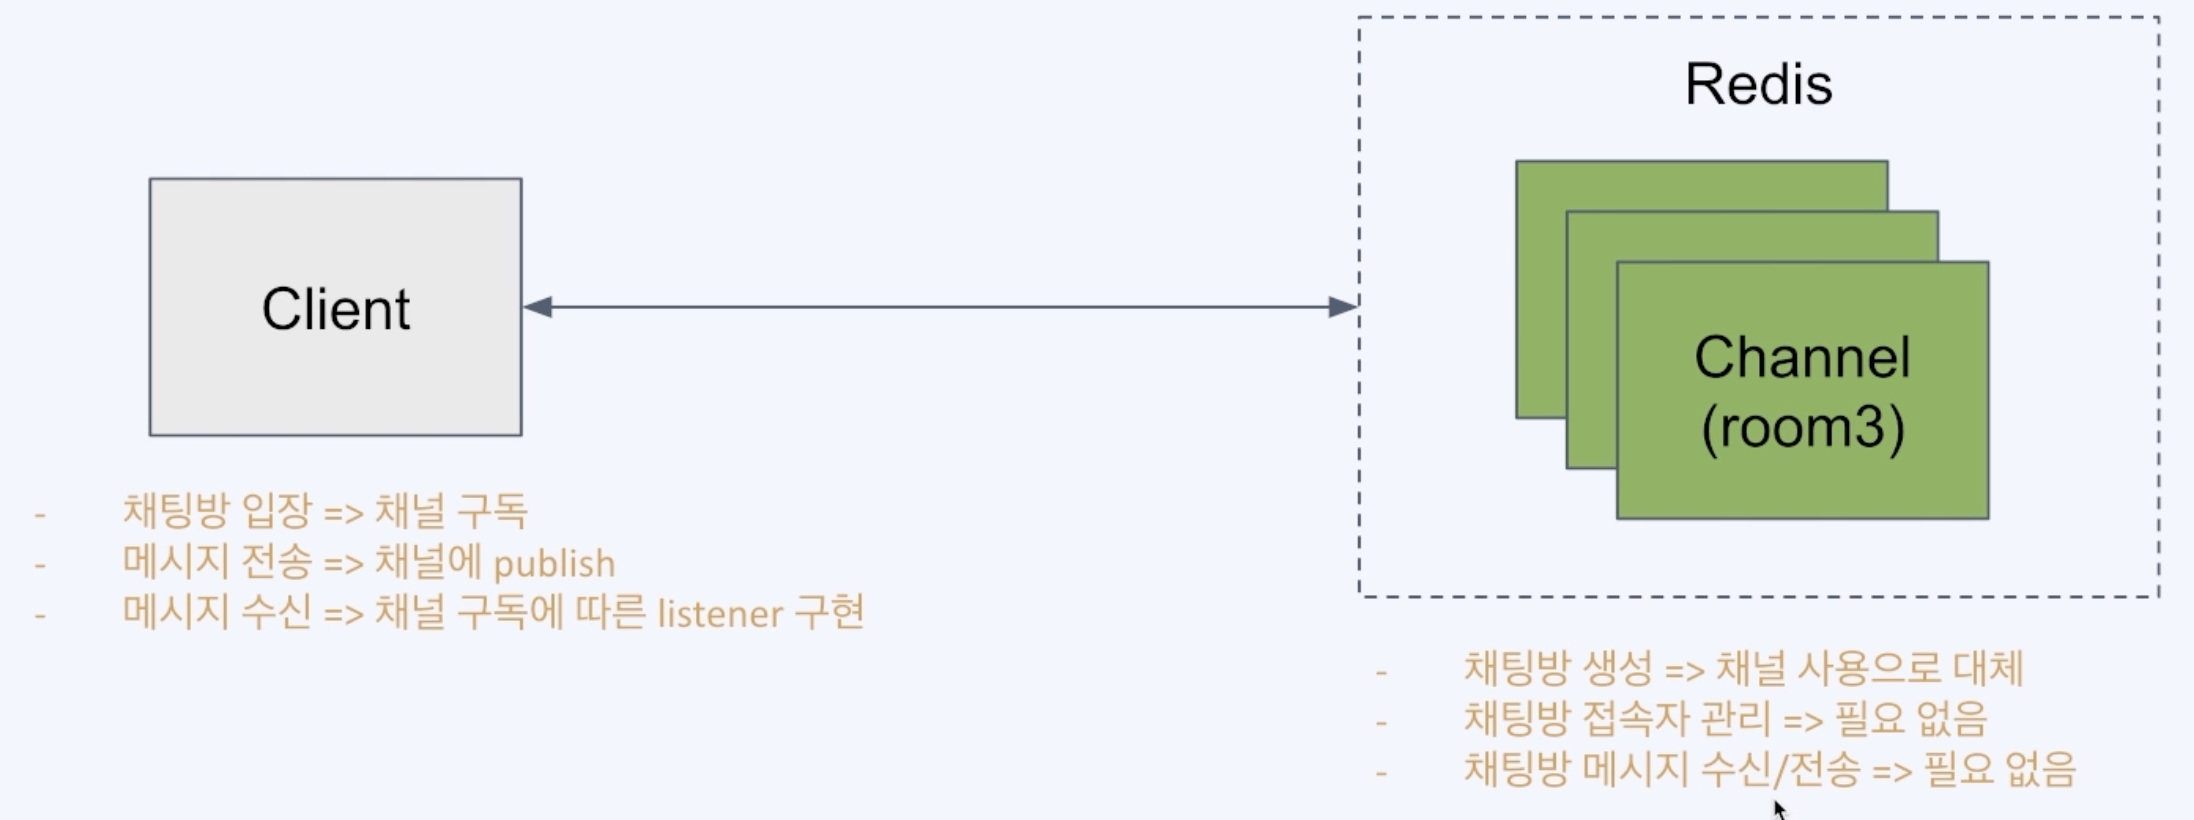 Redis
Client
Channel
(room3)
- 채팅방 입장 => 채널 구독
- 메시지 전송 => 채널에 publish
- 메시지 수신 => 채널 구독에 따른 listener 구현
- 채팅방 생성 => 채널 사용으로 대체
- 채팅방 접속자 관리 => 필요 없음
- 채팅방 메시지 수신/전송 => 필요 없음